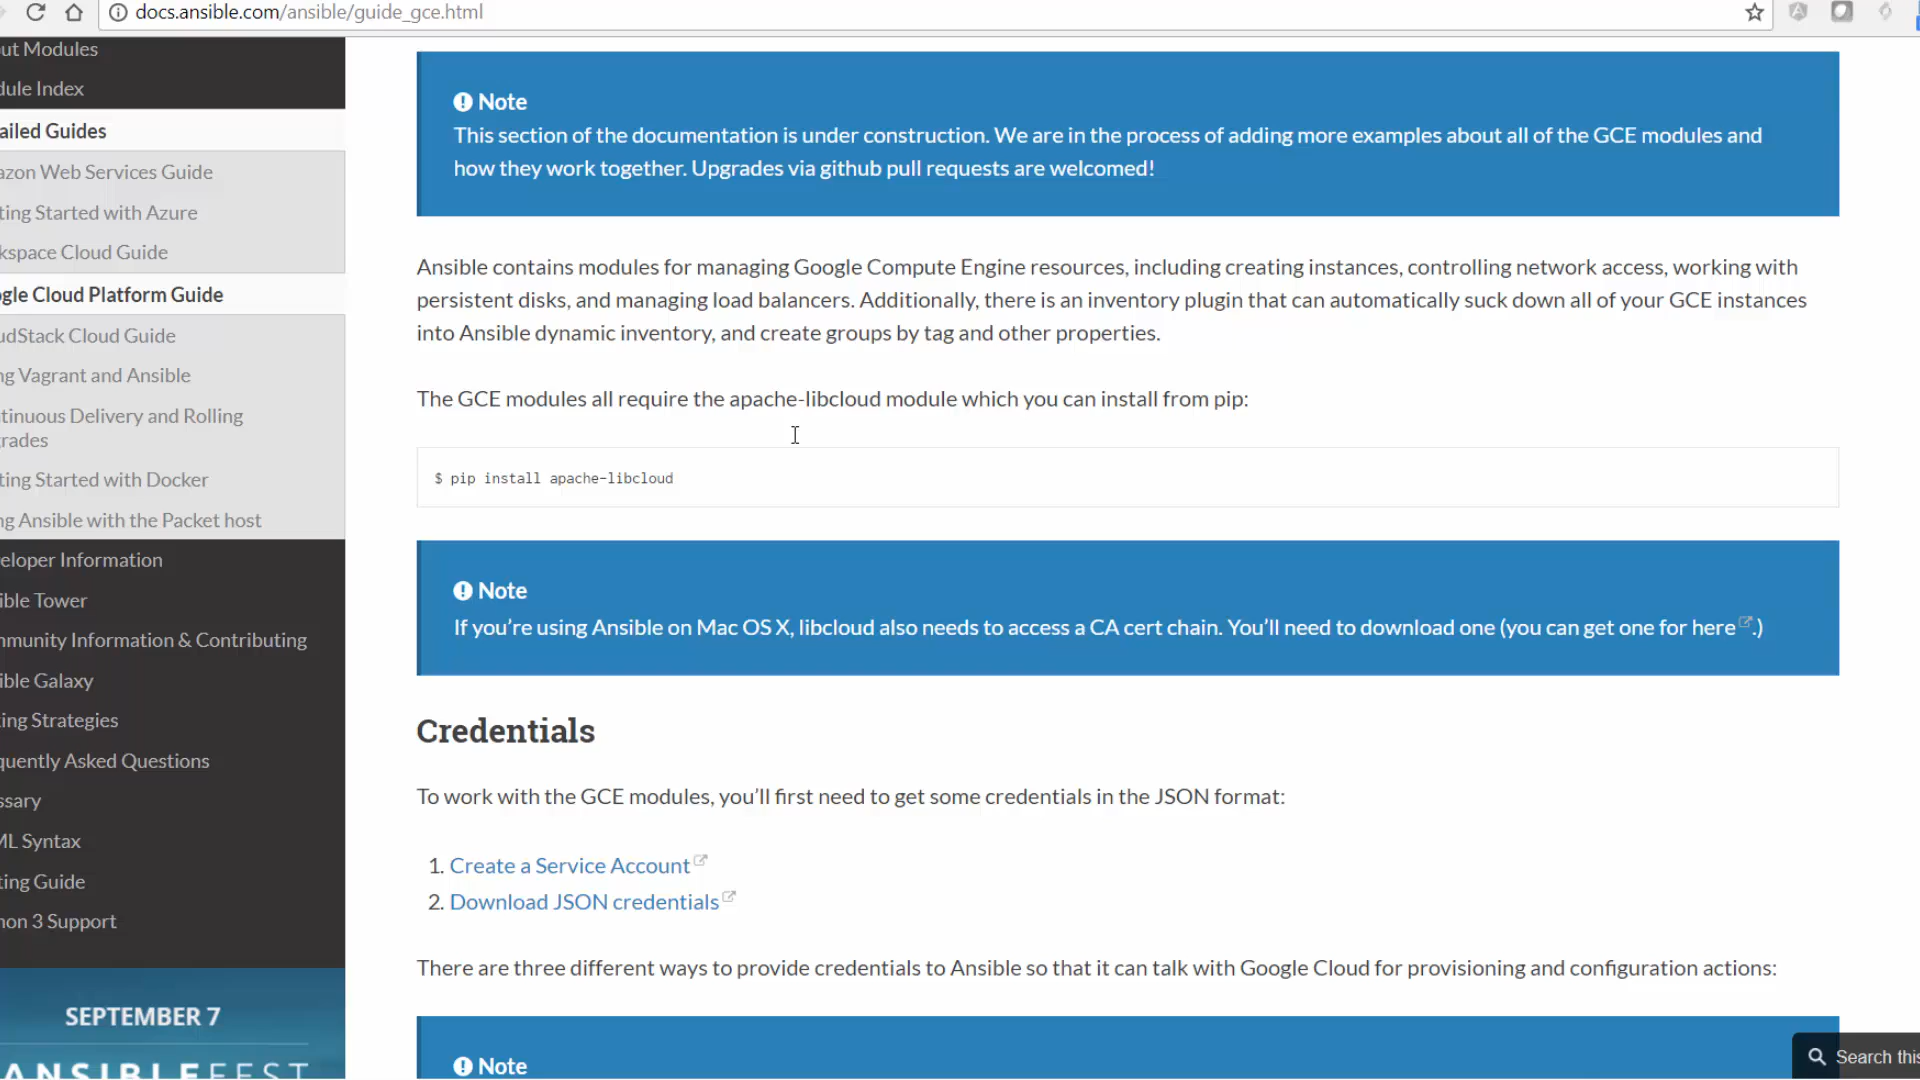 docs.ansible.com/ansible/guide_gce.html
ut Modules
dule Index
ailed Guides
azon Web Services Guide
ting Started with Azure
kspace Cloud Guide
gle Cloud Platform Guide
udStack Cloud Guide
ng Vagrant and Ansible
tinuous Delivery and Rolling
rades
ting Started with Docker
ng Ansible with the Packet host
eloper Information
ible Tower
mmunity Information & Contributing
ible Galaxy
ting Strategies
quently Asked Questions
ssary
ML Syntax
ting Guide
hon 3 Support
SEPTEMBER 7
ANSIBLEFEST
Note
This section of the documentation is under construction. We are in the process of adding more examples about all of the GCE modules and
how they work together. Upgrades via github pull requests are welcomed!
Ansible contains modules for managing Google Compute Engine resources, including creating instances, controlling network access, working with
persistent disks, and managing load balancers. Additionally, there is an inventory plugin that can automatically suck down all of your GCE instances
into Ansible dynamic inventory, and create groups by tag and other properties.
The GCE modules all require the apache-libcloud module which you can install from pip:
$ pip install apache-libcloud
Note
If you’re using Ansible on Mac OS X, libcloud also needs to access a CA cert chain. You’ll need to download one (you can get one for here.)
Credentials
To work with the GCE modules, you’ll first need to get some credentials in the JSON format:
1. Create a Service Account
2. Download JSON credentials
There are three different ways to provide credentials to Ansible so that it can talk with Google Cloud for provisioning and configuration actions:
Note
Search this